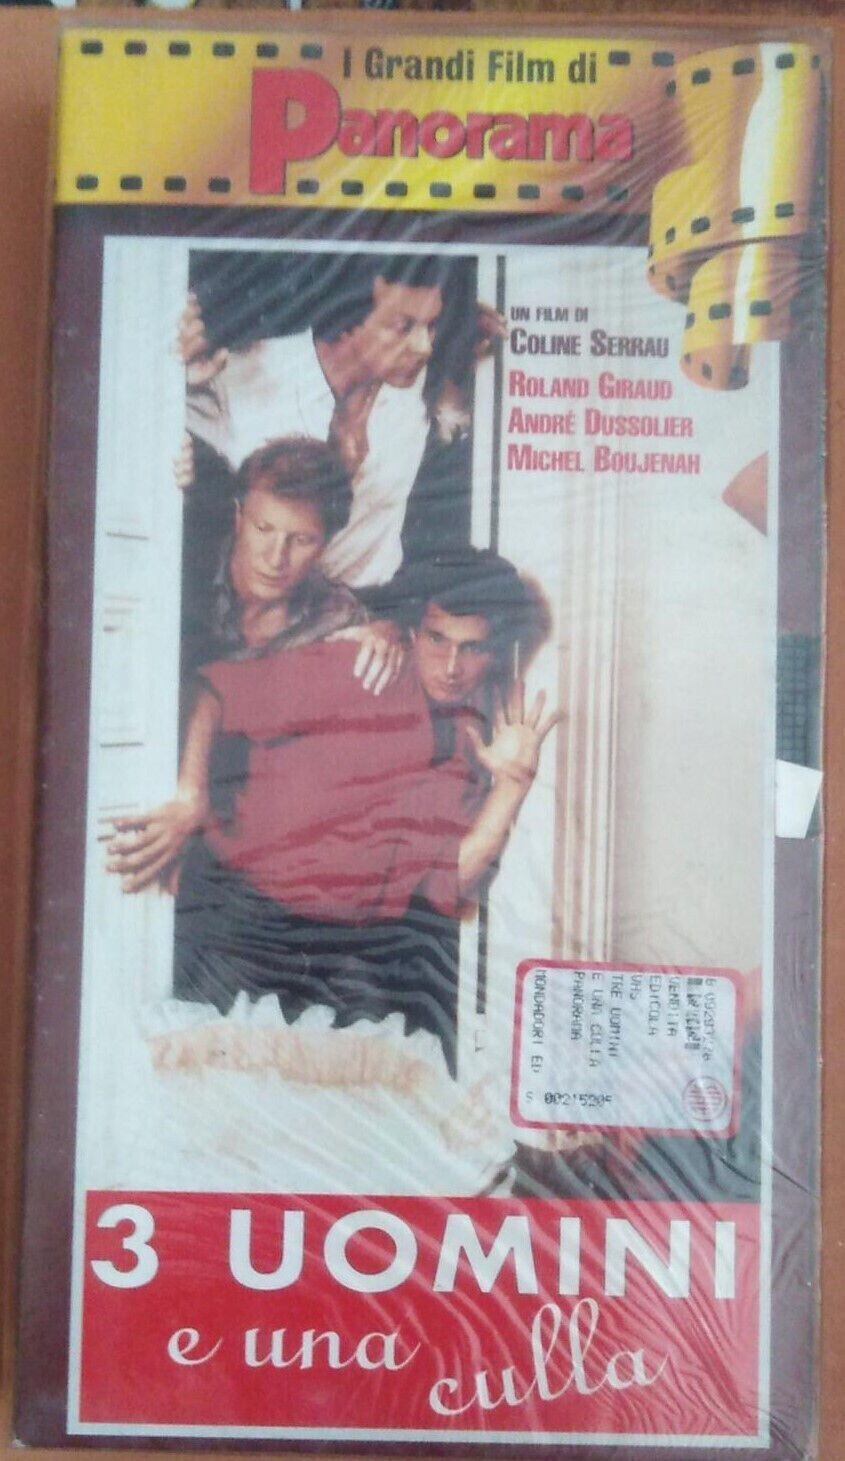 I Grandi Film di
Panorama
UN FILM DI
COLINE SERRAU
ROLAND GIRAUD
ANDRÉ DUSSOLIER
MICHEL BOUJENAH
VENDITA
EDICOLA
VHS
TRE UOMINI
E UNA CULLA
PANORAMA
MONDADORI ED
3 UOMINI
e una
culla